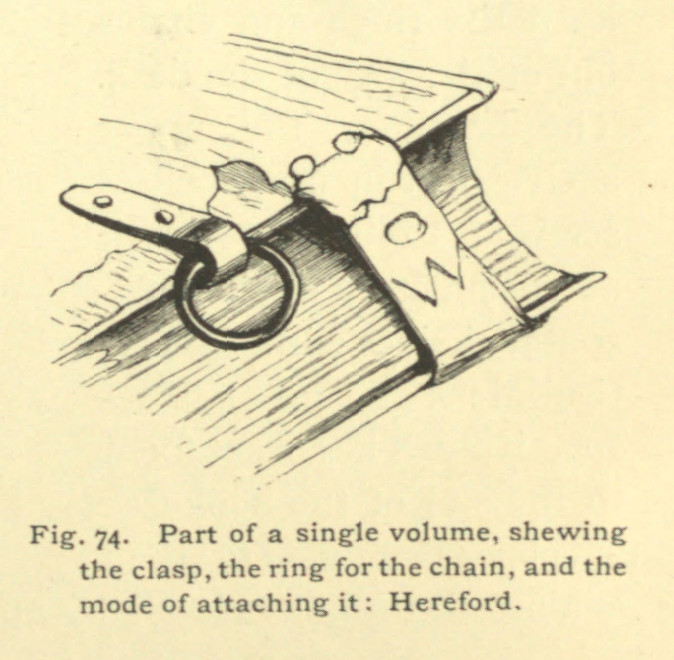 Fig. 74. Part of a single volume, shewing
the clasp, the ring for the chain, and the
mode of attaching it: Hereford.